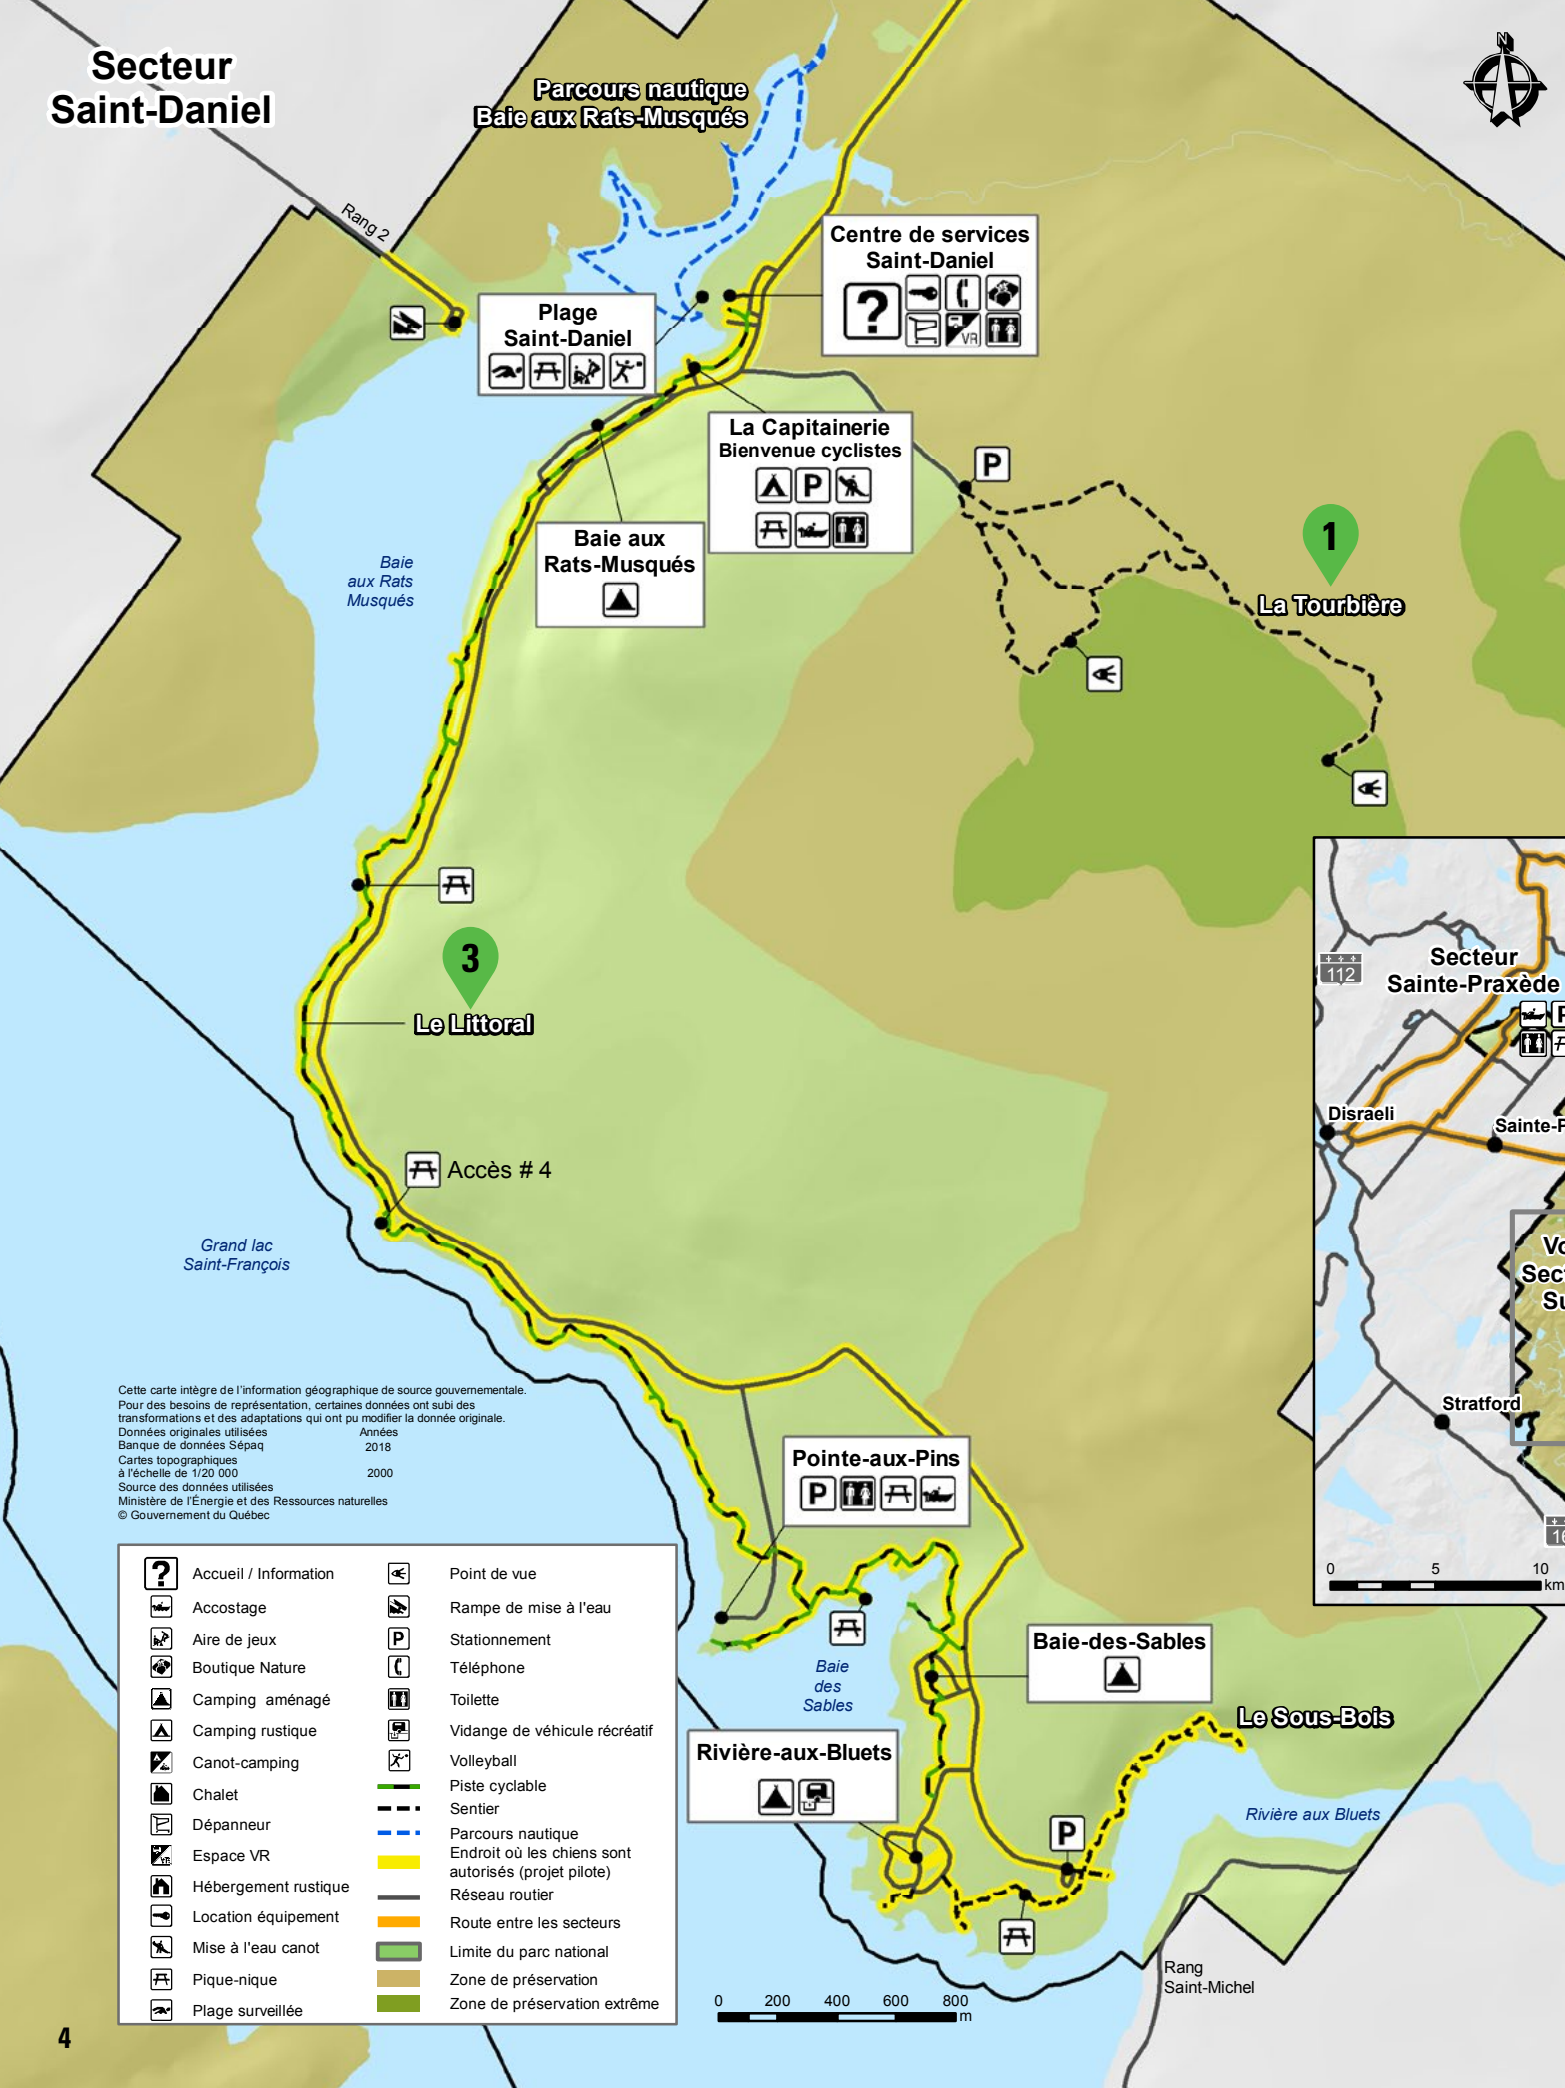 Secteur
Saint-Daniel
Parcours nautique
Baie aux Rats-Musqués
N
Rang 2
Centre de services
Saint-Daniel
?
VR
Plage
Saint-Daniel
La Capitainerie
Bienvenue cyclistes
P
P
Baie aux
Rats-Musqués
1
La Tourbière
Baie
aux Rats
Musqués
3
Le Littoral
Accès # 4
Grand lac
Saint-François
112
Secteur
Sainte-Praxède
P
Disraeli
Sainte-P
Vo
Sect
Su
Stratford
16
0 5 10
km
Cette carte intègre de l'information géographique de source gouvernementale.
Pour des besoins de représentation, certaines données ont subi des
transformations et des adaptations qui ont pu modifier la donnée originale.
Données originales utilisées Années
Banque de données Sépaq 2018
Cartes topographiques
à l'échelle de 1/20 000 2000
Source des données utilisées
Ministère de l'Énergie et des Ressources naturelles
© Gouvernement du Québec
Pointe-aux-Pins
P
Baie
des
Sables
Baie-des-Sables
Le Sous-Bois
Rivière-aux-Bluets
P
Rivière aux Bluets
Rang
Saint-Michel
? Accueil / Information
Accostage
Aire de jeux
Boutique Nature
Camping aménagé
Camping rustique
Canot-camping
Chalet
Dépanneur
VR Espace VR
Hébergement rustique
Location équipement
Mise à l'eau canot
Pique-nique
Plage surveillée
Point de vue
Rampe de mise à l'eau
P Stationnement
Téléphone
Toilette
Vidange de véhicule récréatif
Volleyball
Piste cyclable
Sentier
Parcours nautique
Endroit où les chiens sont
autorisés (projet pilote)
Réseau routier
Route entre les secteurs
Limite du parc national
Zone de préservation
Zone de préservation extrême
0 200 400 600 800
m
4